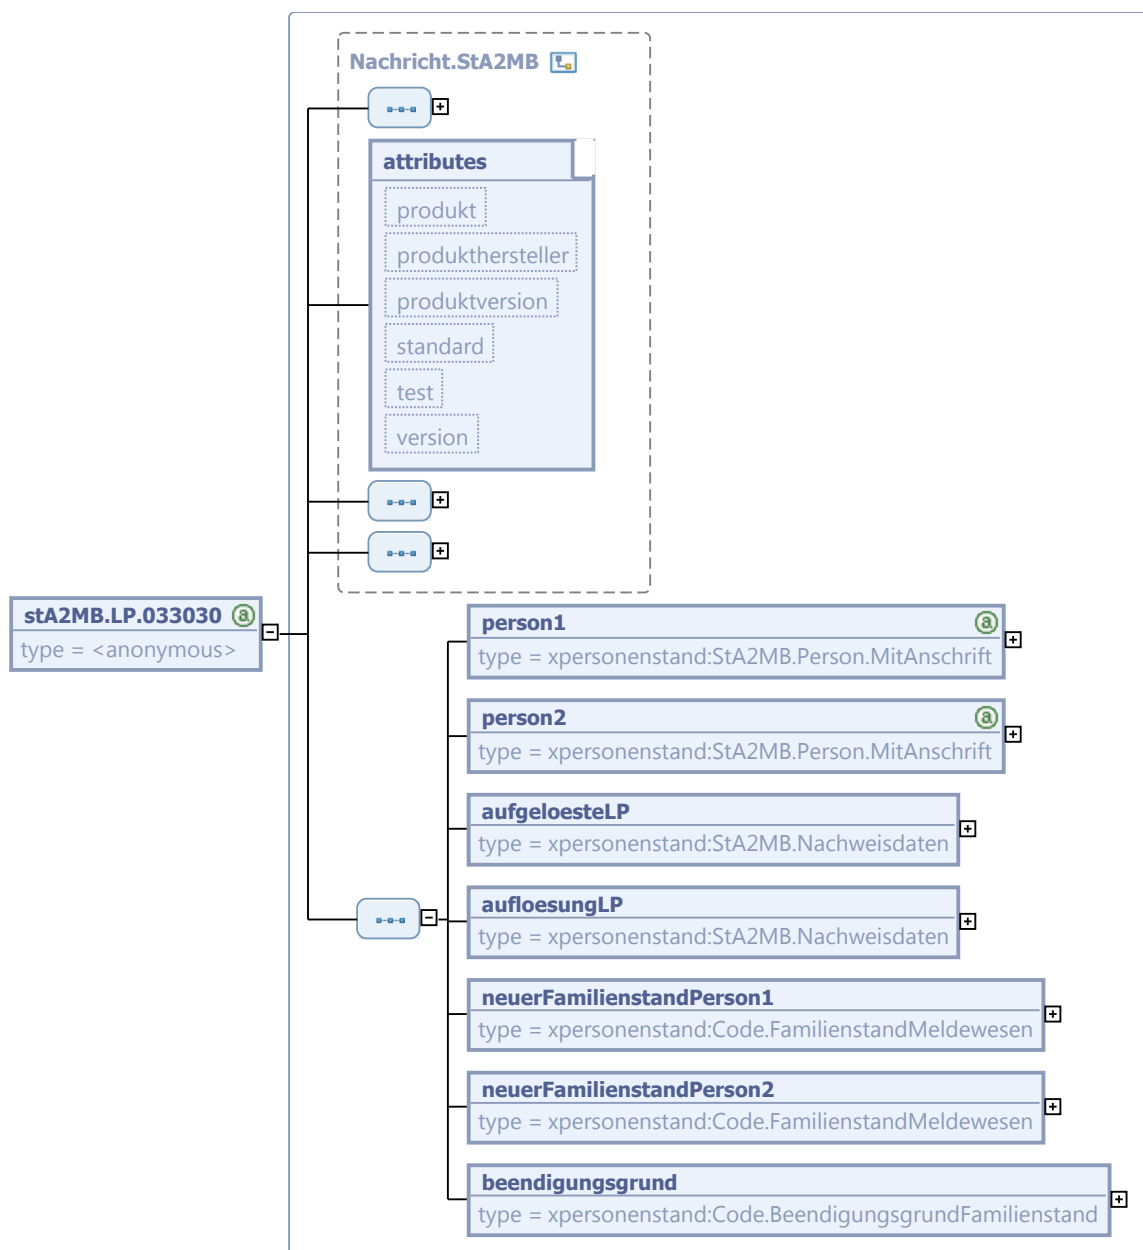 Nachricht.StA2MB
attributes
produkt
produkthersteller
produktversion
standard
test
version
stA2MB.LP.033030
type = <anonymous>
person1
type = xpersonenstand:StA2MB.Person.MitAnschrift
person2
type = xpersonenstand:StA2MB.Person.MitAnschrift
aufgeloesteLP
type = xpersonenstand:StA2MB.Nachweisdaten
aufloesungLP
type = xpersonenstand:StA2MB.Nachweisdaten
neuerFamilienstandPerson1
type = xpersonenstand:Code.FamilienstandMeldewesen
neuerFamilienstandPerson2
type = xpersonenstand:Code.FamilienstandMeldewesen
beendigungsgrund
type = xpersonenstand:Code.BeendigungsgrundFamilienstand